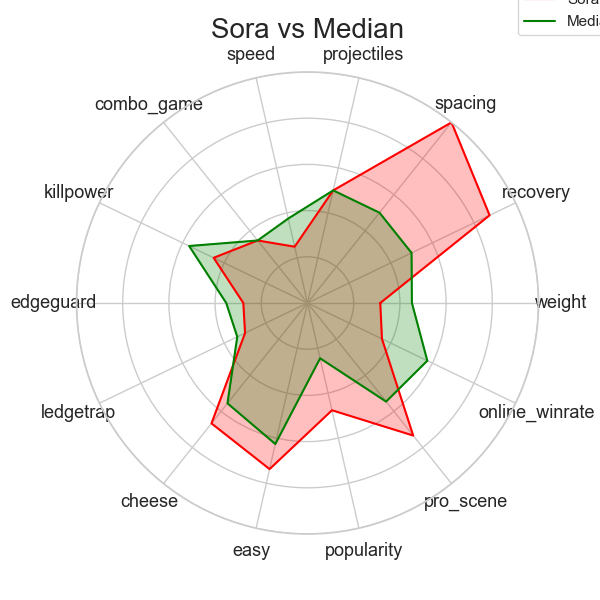 Sora vs Median
speed
projectiles
combo_game
spacing
killpower
recovery
edgeguard
weight
ledgetrap
online_winrate
cheese
pro_scene
easy
popularity